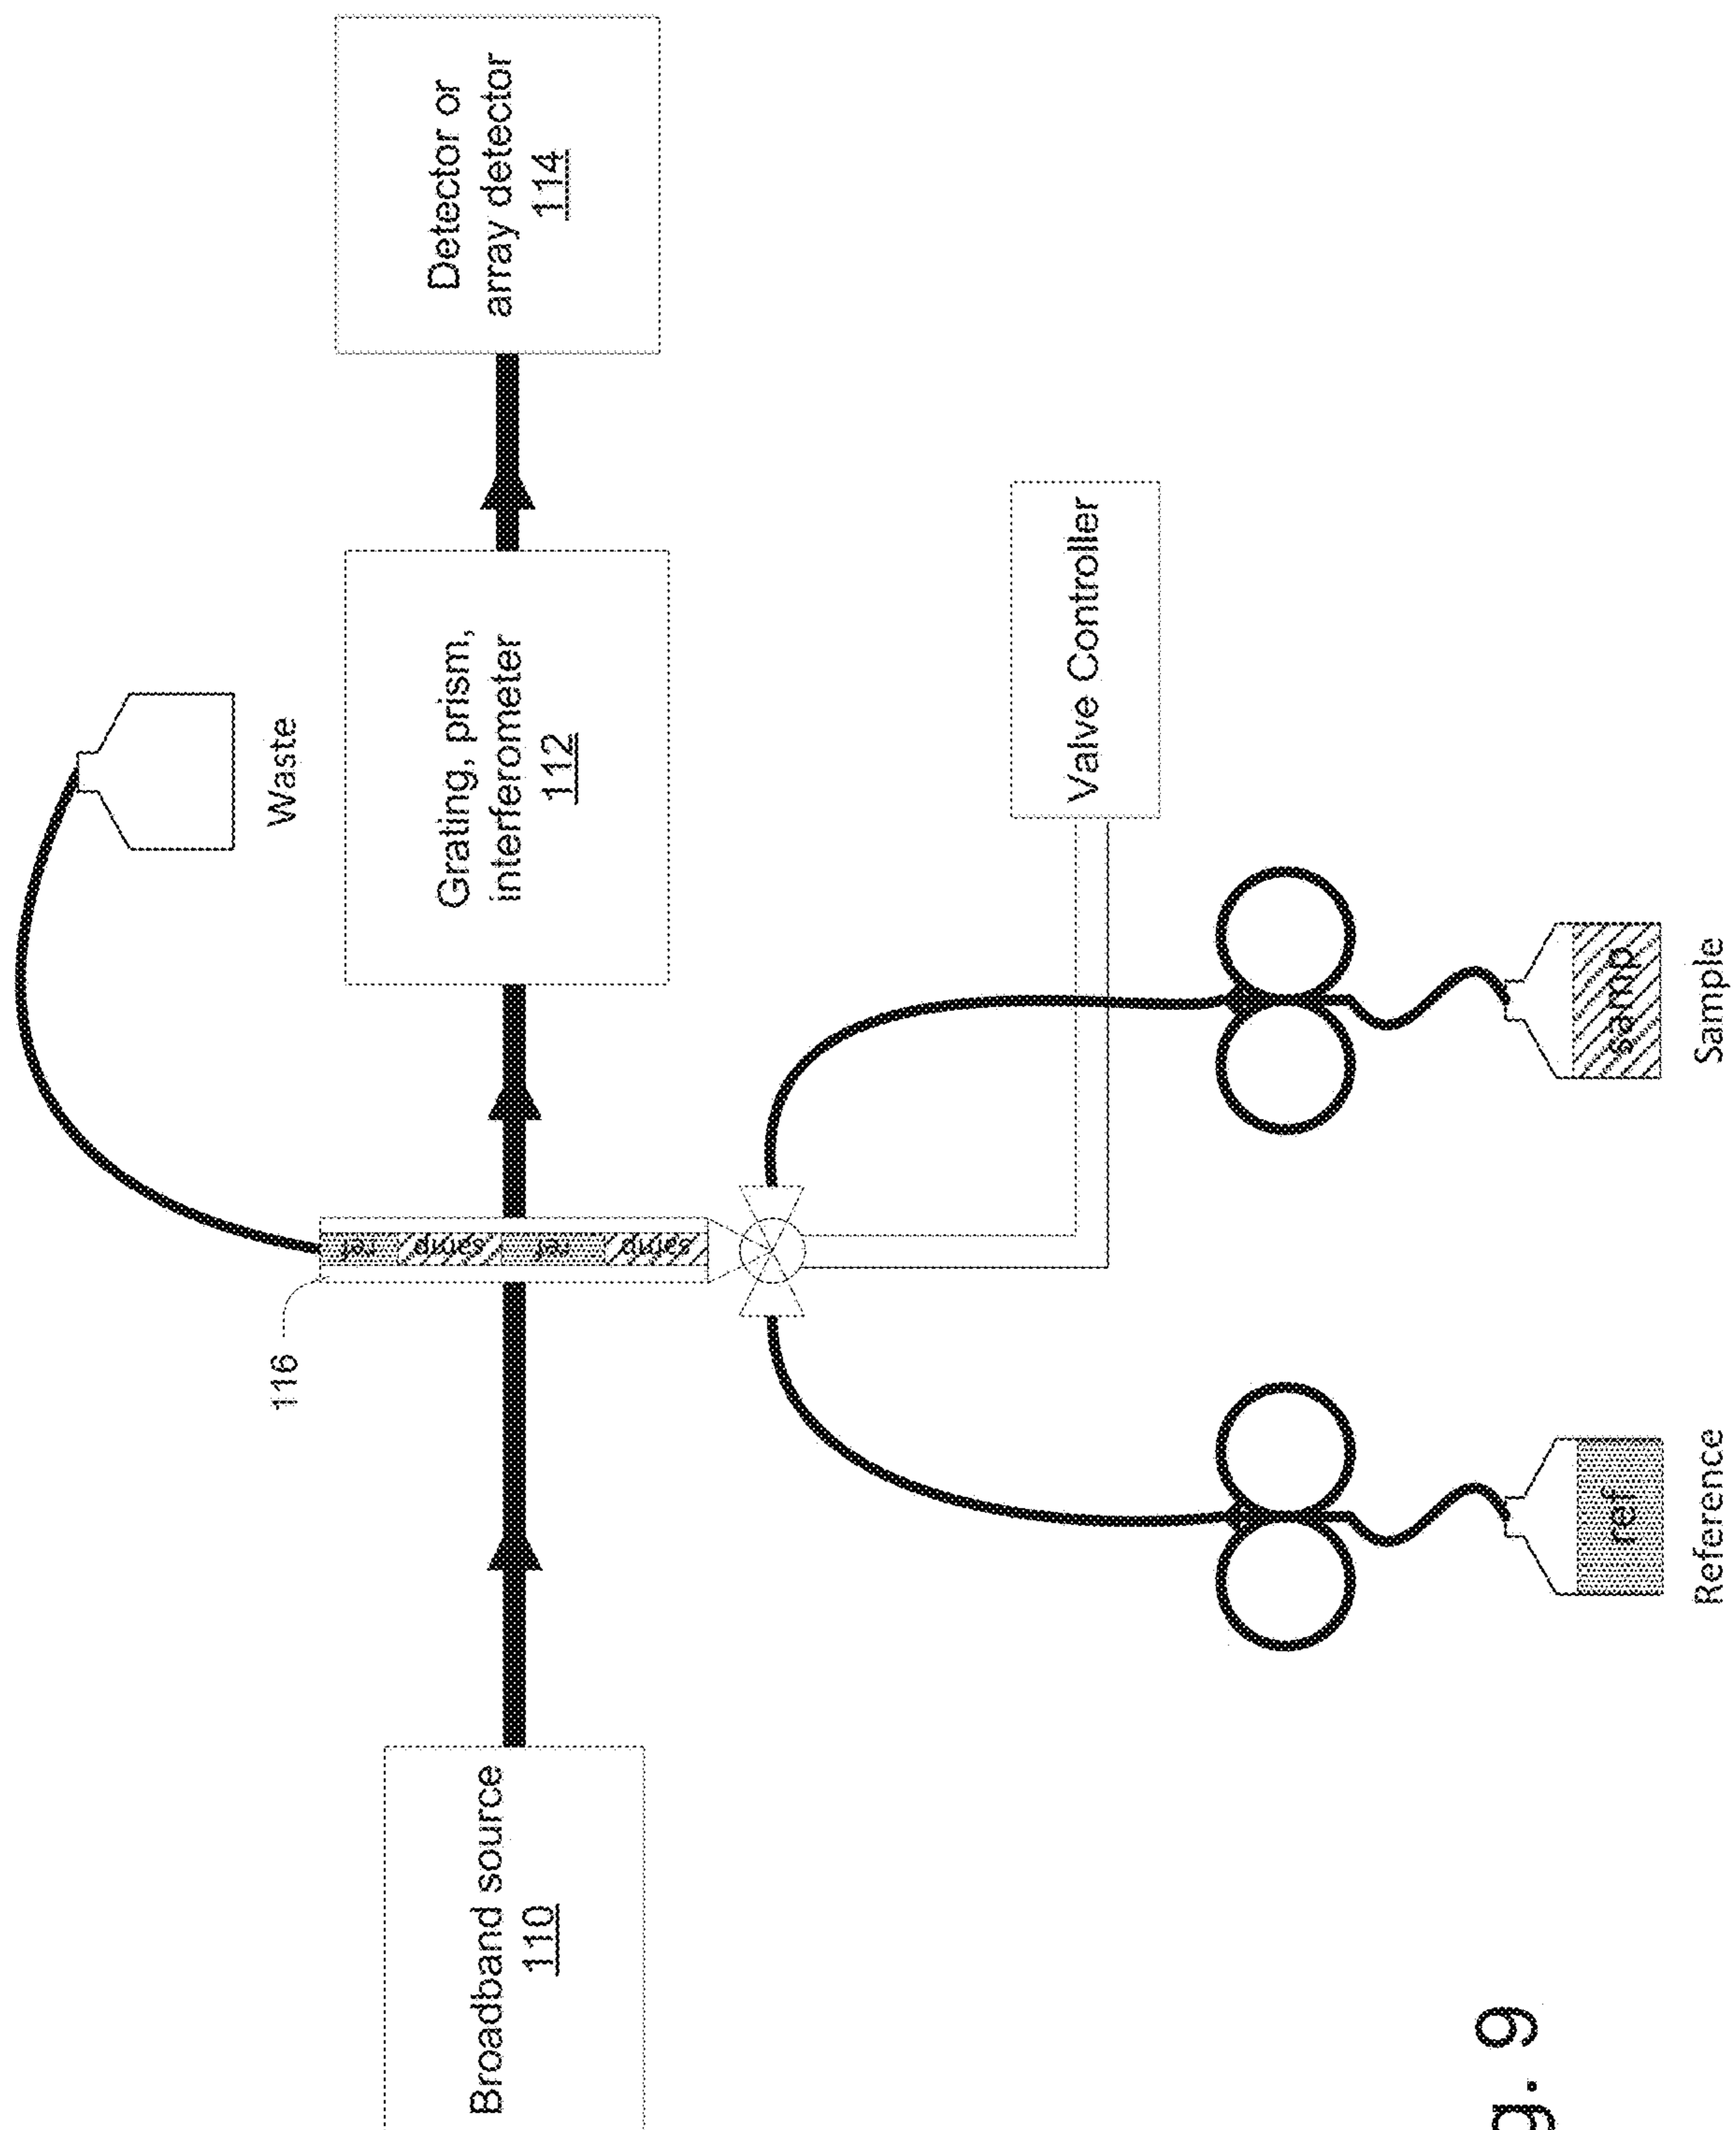 Waste
116
ref
samp
ref
samp
Broadband source
110
Grating, prism,
interferometer
112
Detector or
array detector
114
Valve Controller
ref
samp
Reference
Sample
g. 9